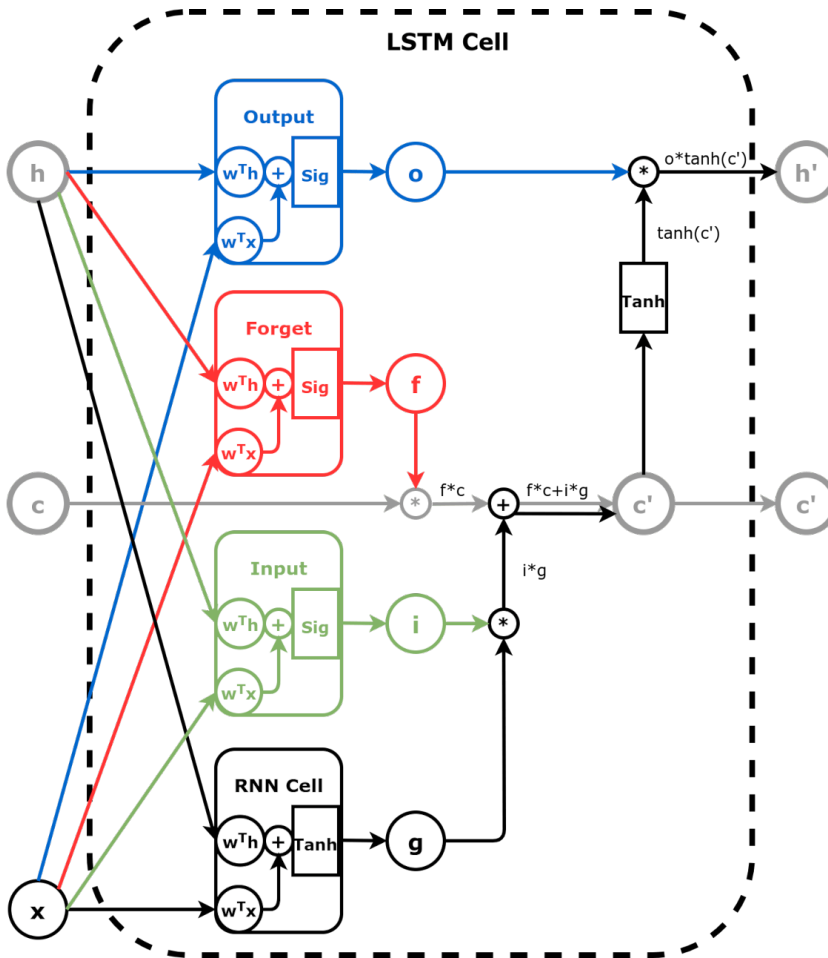 LSTM Cell
Output
h
wᵀh
+
Sig
o
*
o*tanh(c')
h'
wᵀx
tanh(c')
Tanh
Forget
wᵀh
+
Sig
f
wᵀx
c
*
f*c
+
f*c+i*g
c'
c'
Input
i*g
wᵀh
+
Sig
i
*
wᵀx
RNN Cell
wᵀh
+
Tanh
g
x
wᵀx